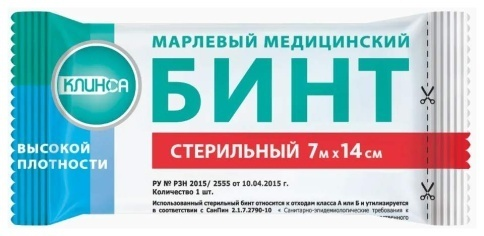 МАРЛЕВЫЙ МЕДИЦИНСКИЙ
КЛИНСА
БИНТ
ВЫСОКОЙ
ПЛОТНОСТИ
СТЕРИЛЬНЫЙ 7м х 14 см
РУ № РЗН 2015/ 2555 от 10.04.2015 г.
Количество 1 шт.
Использованный стерильный бинт относится к отходам класса А или Б и утилизируется
в соответствии с СанПин 2.1.7.2790-10 « Санитарно-эпидемиологические требования к